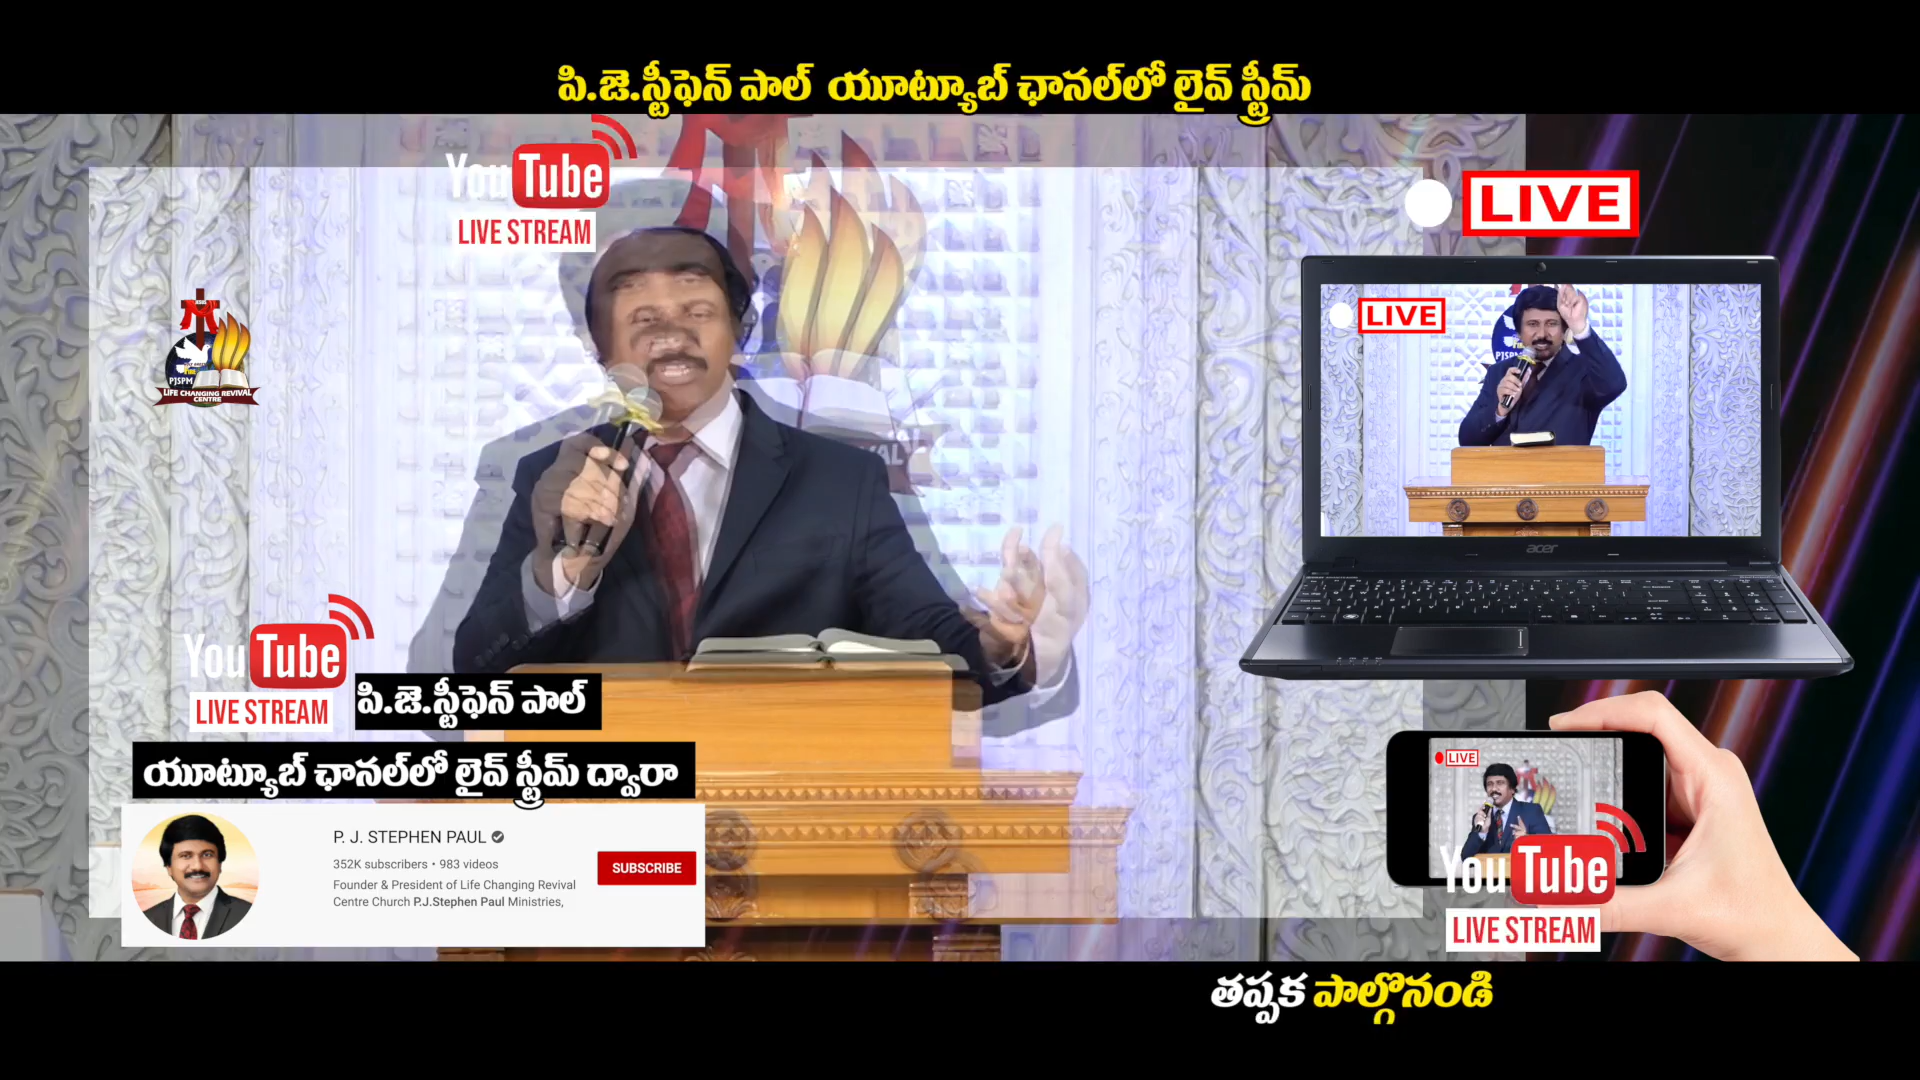 పి.జె.స్టీఫెన్ పాల్ యూట్యూబ్ ఛానల్‌లో లైవ్ స్ట్రీమ్
YouTube
LIVE STREAM
LIVE
LIVE
PJSPM
LIFE CHANGING REVIVAL
CENTRE
PJSPM
acer
YouTube
LIVE STREAM
పి.జె.స్టీఫెన్ పాల్
యూట్యూబ్ ఛానల్‌లో లైవ్ స్ట్రీమ్ ద్వారా
P. J. STEPHEN PAUL
352K subscribers • 983 videos
Founder & President of Life Changing Revival
Centre Church P.J.Stephen Paul Ministries,
SUBSCRIBE
LIVE
YouTube
LIVE STREAM
తప్పక పాల్గొనండి